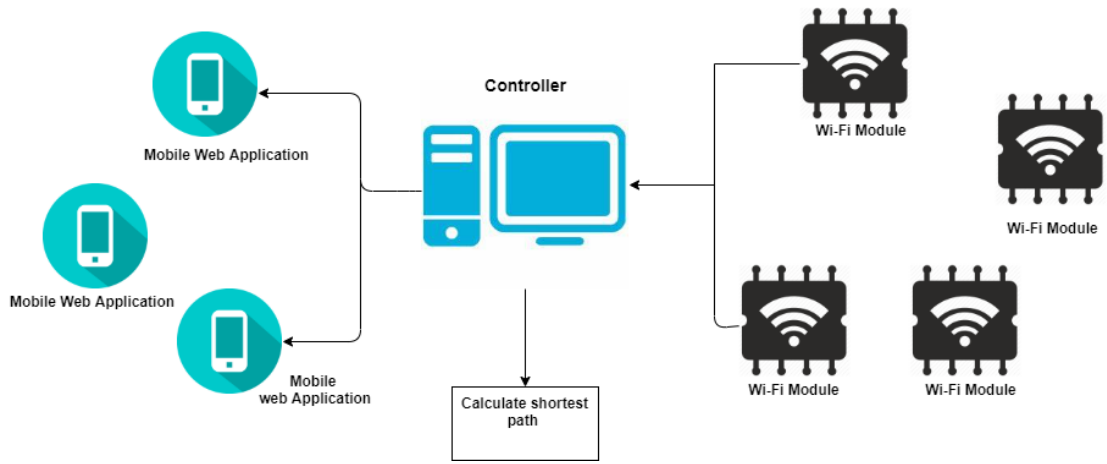 Controller
Wi-Fi Module
Mobile Web Application
Wi-Fi Module
Mobile Web Application
Mobile
web Application
Wi-Fi Module
Wi-Fi Module
Calculate shortest
path